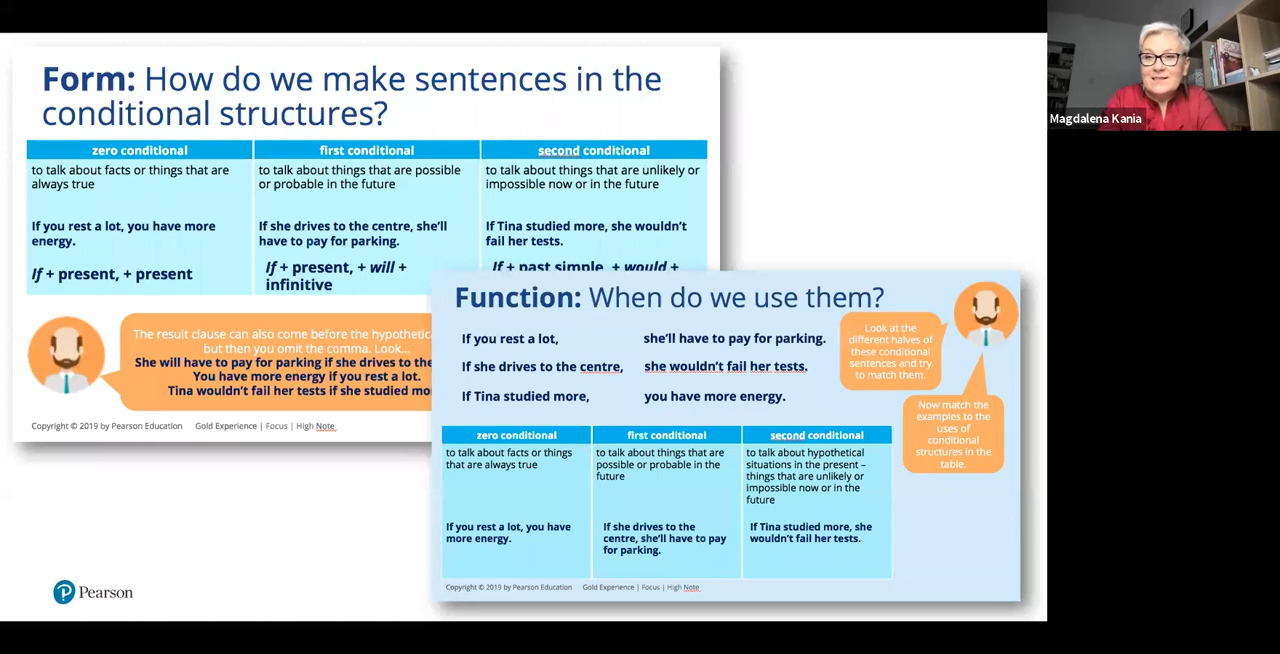 Form: How do we make sentences in the
conditional structures?
zero conditional
first conditional
second conditional
to talk about facts or things that are
always true
to talk about things that are possible
or probable in the future
to talk about things that are unlikely or
impossible now or in the future
If you rest a lot, you have more
energy.
If she drives to the centre, she'll
have to pay for parking.
If Tina studied more, she wouldn't
fail her tests.
If + present, + present
If + present, + will +
infinitive
If + past simple, + would +
The result clause can also come before the
but then you omit the comma. Look...
She will have to pay for parking if she drives to the
You have more energy if you rest a lot.
Tina wouldn't fail her tests if she studied
Copyright © 2019 by Pearson Education
Gold Experience | Focus | High Note
Function: When do we use them?
If you rest a lot,
she'll have to pay for parking.
If she drives to the centre,
she wouldn't fail her tests.
If Tina studied more,
you have more energy.
Look at the
different halves of
these conditional
sentences and try
to match them.
Now match the
examples to the
uses of
conditional
structures in the
table.
zero conditional
first conditional
second conditional
to talk about facts or things
that are always true
to talk about things that are
possible or probable in the
future
to talk about hypothetical
situations in the present –
things that are unlikely or
impossible now or in the
future
If you rest a lot, you have
more energy.
If she drives to the
centre, she'll have to pay
for parking.
If Tina studied more, she
wouldn't fail her tests.
Copyright © 2019 by Pearson Education
Gold Experience | Focus | High Note
Pearson
Magdalena Kania